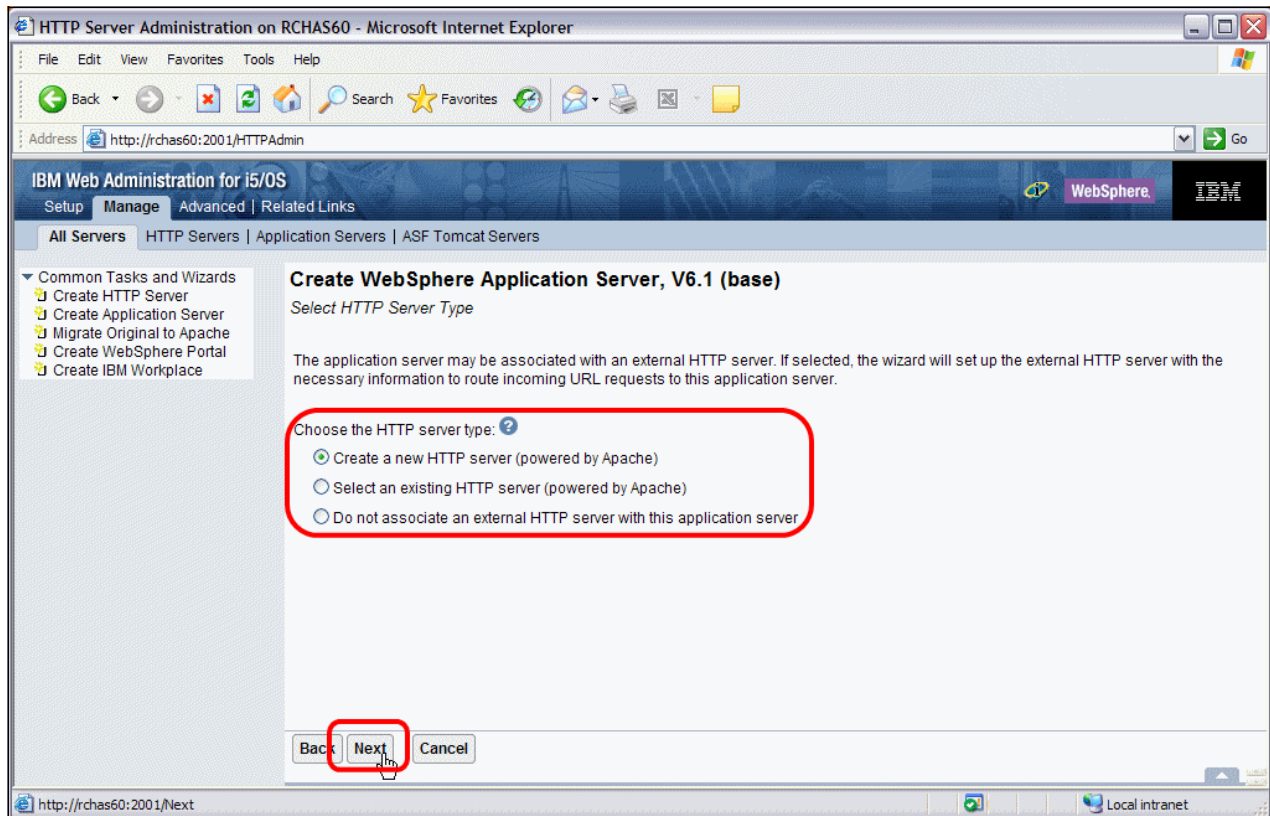 HTTP Server Administration on RCHAS60 - Microsoft Internet Explorer
File Edit View Favorites Tools Help
Back Search Favorites
Address http://rchas60:2001/HTTPAdmin Go
IBM Web Administration for i5/OS
WebSphere. IBM
Setup Manage Advanced | Related Links
All Servers HTTP Servers | Application Servers | ASF Tomcat Servers
Common Tasks and Wizards
Create HTTP Server
Create Application Server
Migrate Original to Apache
Create WebSphere Portal
Create IBM Workplace
Create WebSphere Application Server, V6.1 (base)
Select HTTP Server Type
The application server may be associated with an external HTTP server. If selected, the wizard will set up the external HTTP server with the
necessary information to route incoming URL requests to this application server.
Choose the HTTP server type: ?
Create a new HTTP server (powered by Apache)
Select an existing HTTP server (powered by Apache)
Do not associate an external HTTP server with this application server
Back Next Cancel
http://rchas60:2001/Next Local intranet